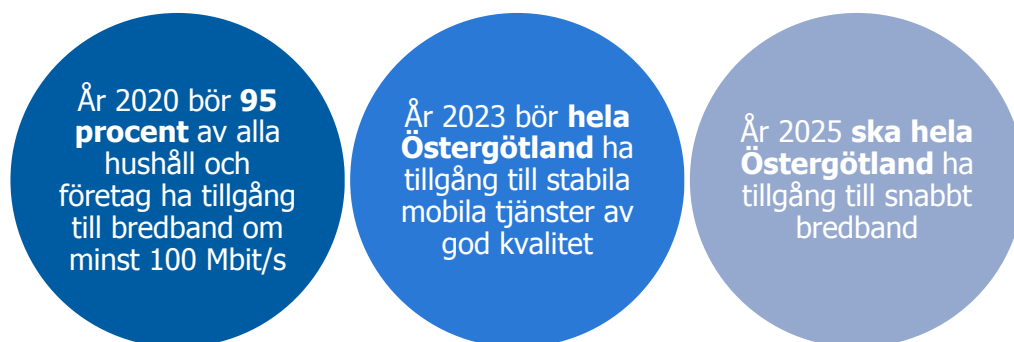 År 2020 bör 95
procent av alla
hushåll och
företag ha tillgång
till bredband om
minst 100 Mbit/s
År 2023 bör hela
Östergötland ha
tillgång till stabila
mobila tjänster av
god kvalitet
År 2025 ska hela
Östergötland ha
tillgång till snabbt
bredband